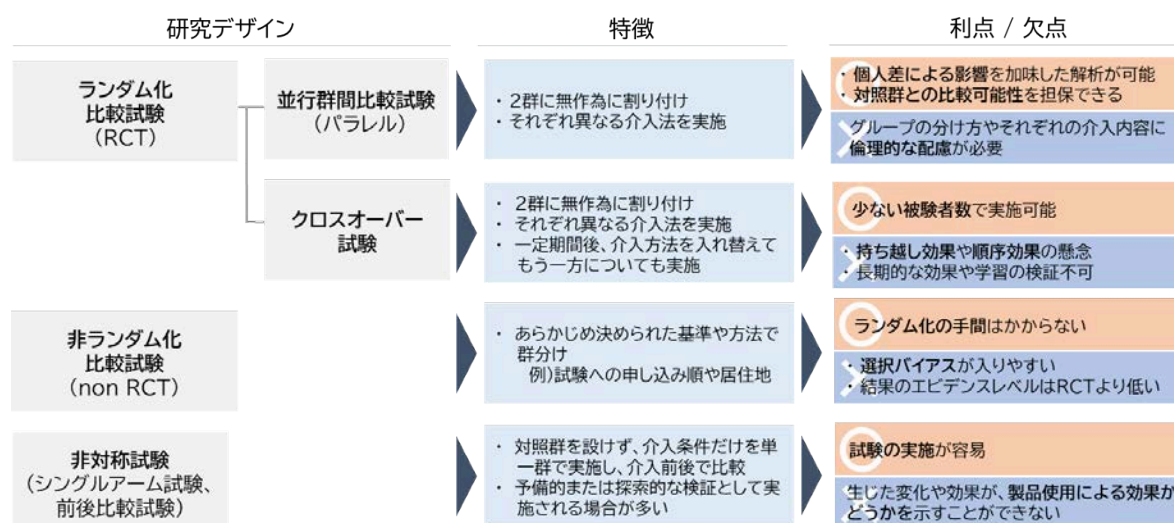 研究デザイン
特徴
利点 / 欠点
ランダム化
比較試験
(RCT)
並行群間比較試験
(パラレル)
・ 2群に無作為に割り付け
・ それぞれ異なる介入法を実施
・ 個人差による影響を加味した解析が可能
・ 対照群との比較可能性を担保できる
グループの分け方やそれぞれの介入内容に
倫理的な配慮が必要
クロスオーバー
試験
・ 2群に無作為に割り付け
・ それぞれ異なる介入法を実施
・ 一定期間後、介入方法を入れ替えて
もう一方についても実施
少ない被験者数で実施可能
・ 持ち越し効果や順序効果の懸念
・ 長期的な効果や学習の検証不可
非ランダム化
比較試験
(non RCT)
・ あらかじめ決められた基準や方法で
群分け
例)試験への申し込み順や居住地
ランダム化の手間はかからない
・ 選択バイアスが入りやすい
・ 結果のエビデンスレベルはRCTより低い
非対称試験
(シングルアーム試験、
前後比較試験)
・ 対照群を設けず、介入条件だけを単
一群で実施し、介入前後で比較
・ 予備的または探索的な検証として実
施される場合が多い
試験の実施が容易
生じた変化や効果が、製品使用による効果か
どうかを示すことができない